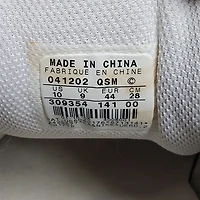 MADE IN CHINA
FABRIQUE EN CHINE
041202 QSM ©
US UK EUR CM
10 9 44 28
309354 141 00